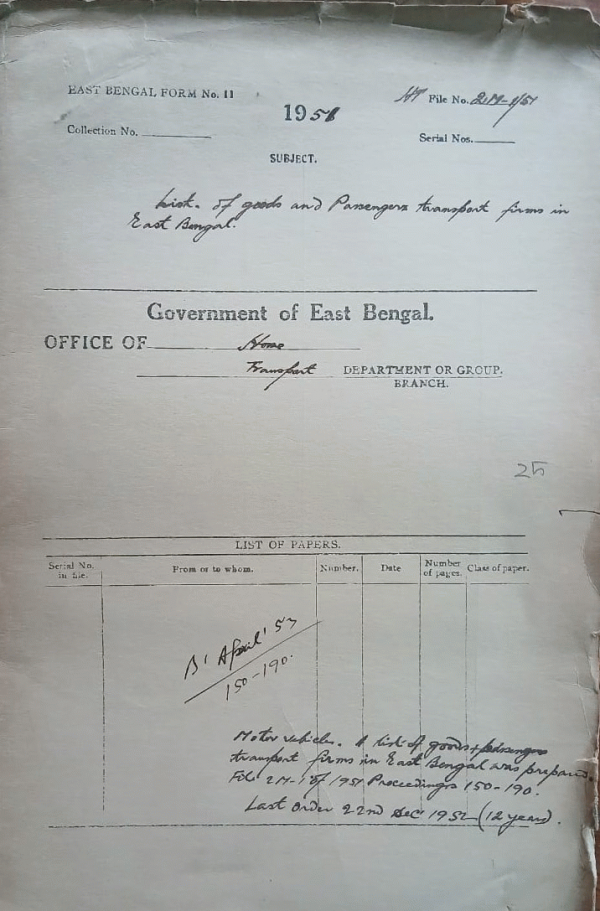 EAST BENGAL FORM No. 11
File No. 2M-1/51
1951
Collection No.
Serial Nos.
SUBJECT.
List of goods and Passengers transport firms in
East Bengal.
Government of East Bengal.
OFFICE OF Home
Transport DEPARTMENT OR GROUP.
BRANCH.
25
LIST OF PAPERS.
Serial No. in file. From or to whom. Number. Date Number of pages. Class of paper.
B' April' 53
150-190.
Motor vehicles. A list of goods + passengers
transport firms in East Bengal was prepared.
File 2M-1 of 1951 Proceedings 150-190.
Last order 22nd Dec 1952 (12 years).